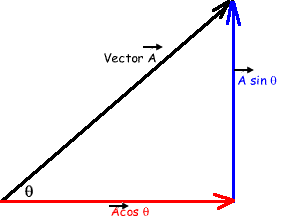 Vector A
A sin θ
θ
Acos θ